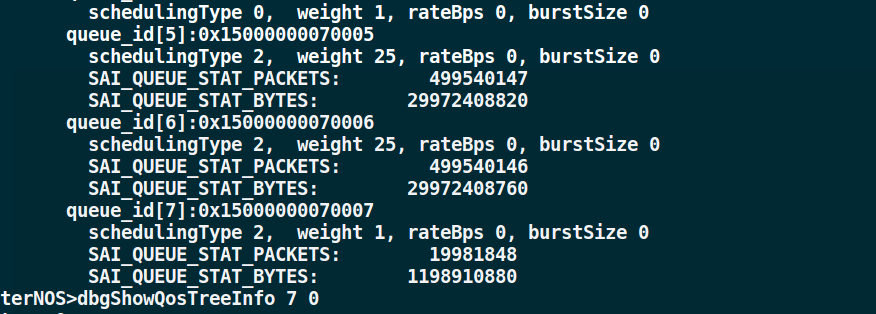 schedulingType 0,  weight 1, rateBps 0, burstSize 0
queue_id[5]:0x15000000070005
schedulingType 2,  weight 25, rateBps 0, burstSize 0
SAI_QUEUE_STAT_PACKETS:        499540147
SAI_QUEUE_STAT_BYTES:        29972408820
queue_id[6]:0x15000000070006
schedulingType 2,  weight 25, rateBps 0, burstSize 0
SAI_QUEUE_STAT_PACKETS:        499540146
SAI_QUEUE_STAT_BYTES:        29972408760
queue_id[7]:0x15000000070007
schedulingType 2,  weight 1, rateBps 0, burstSize 0
SAI_QUEUE_STAT_PACKETS:        19981848
SAI_QUEUE_STAT_BYTES:        1198910880
terNOS>dbgShowQosTreeInfo 7 0